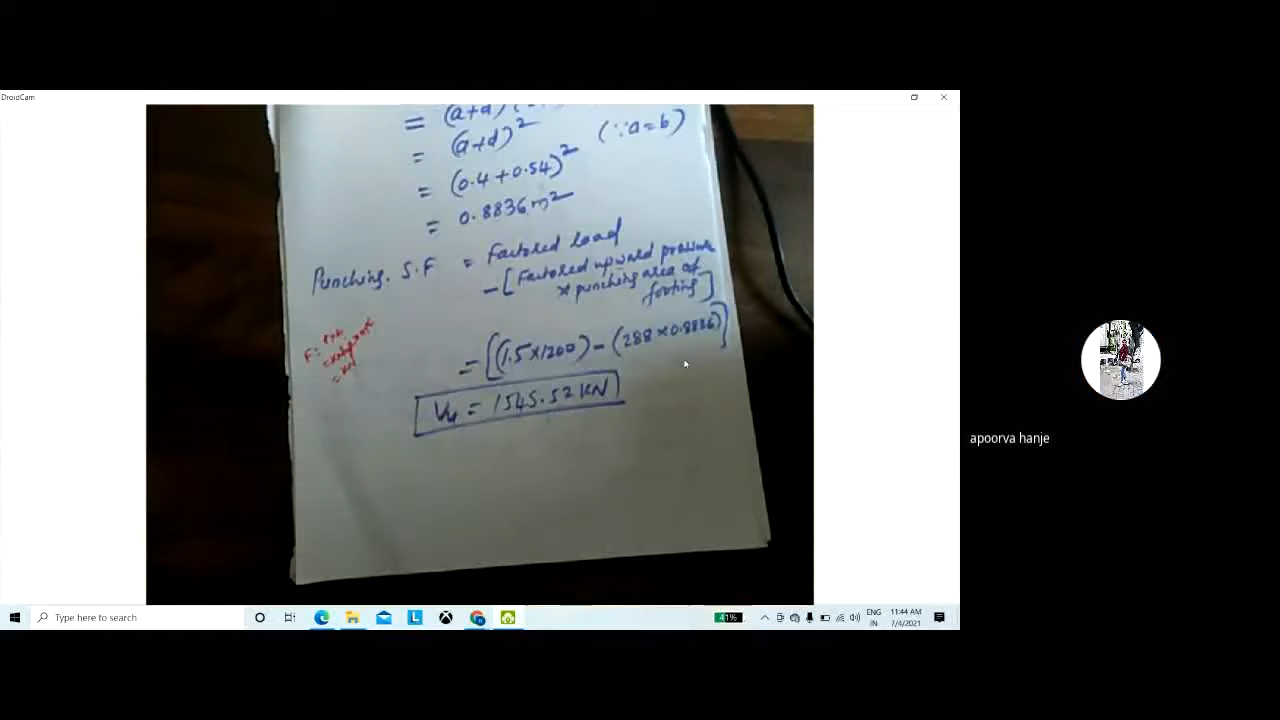 DroidCam
= (a+d)
= (a+d)² (∵a=b)
= (0.4+0.54)²
= 0.8836m²
Punching. S.F = Factored load
- [Factored upward pressure
× punching area of
footing]
= [(1.5×1200) - (288×0.8836)]
Vu = 1545.52 KN
apoorva hanje
Type here to search
41%
ENG
IN
11:44 AM
7/4/2021